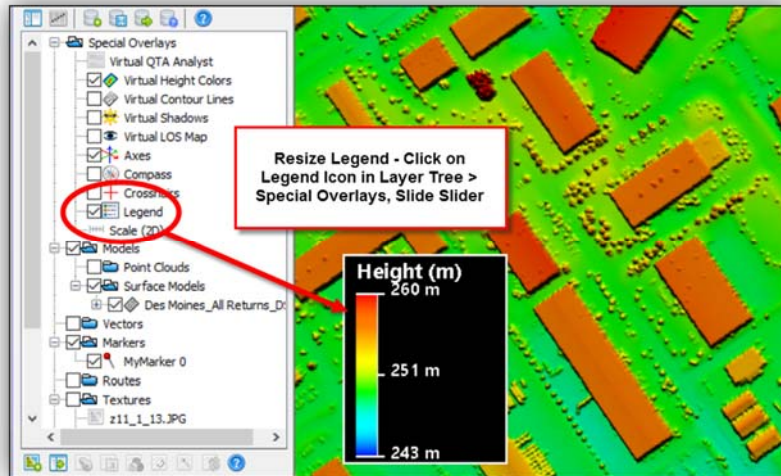 Special Overlays
Virtual QTA Analyst
Virtual Height Colors
Virtual Contour Lines
Virtual Shadows
Virtual LOS Map
Axes
Compass
Crosshairs
Legend
Scale (2D)
Models
Point Clouds
Surface Models
Des Moines_All Returns_D
Vectors
Markers
MyMarker 0
Routes
Textures
z11_1_13.JPG
Resize Legend - Click on
Legend Icon in Layer Tree >
Special Overlays, Slide Slider
Height (m)
260 m
251 m
243 m